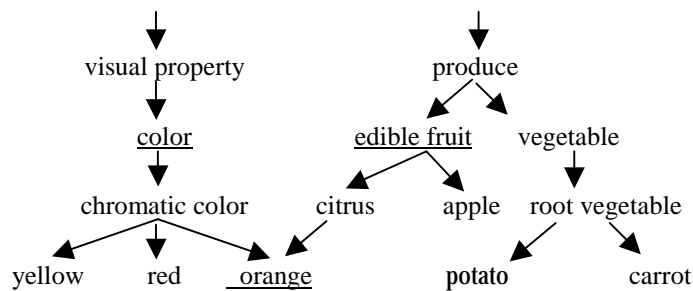 visual property produce
color edible fruit vegetable
chromatic color citrus apple root vegetable
yellow red orange potato carrot